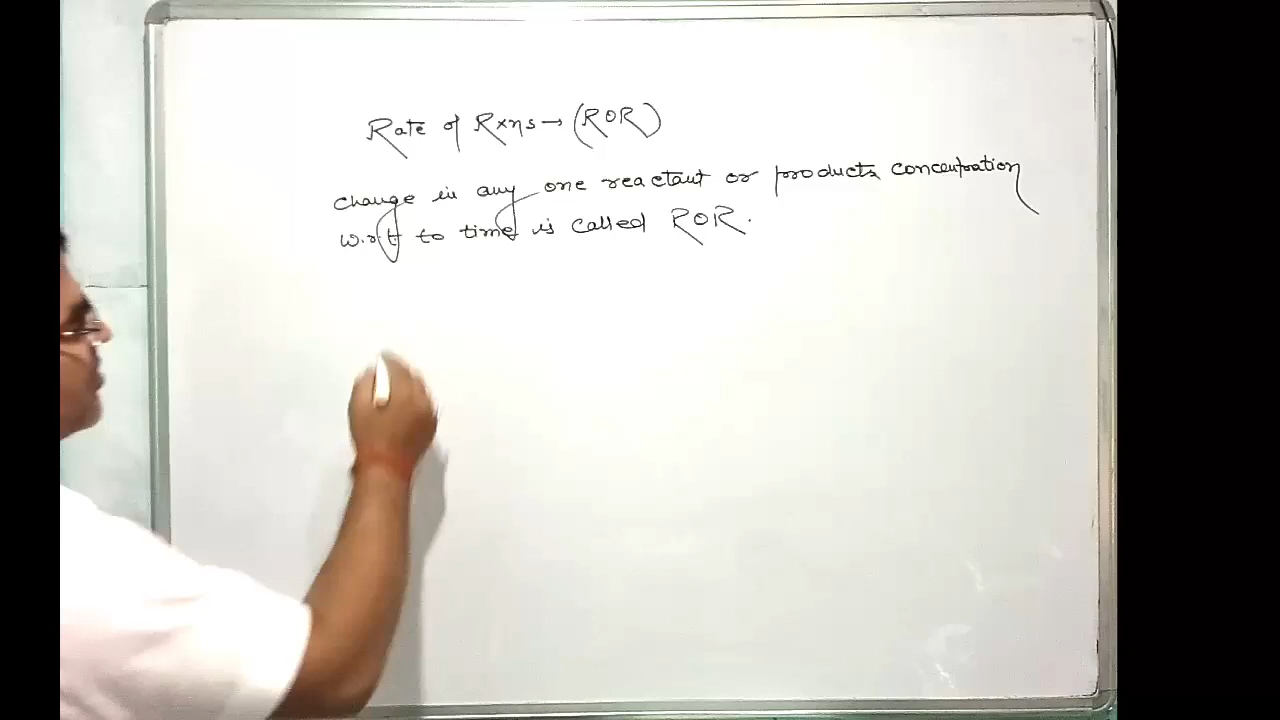 Rate of Rxns → (ROR)
change in any one reactant or products concentration
w.r.t to time is called ROR.